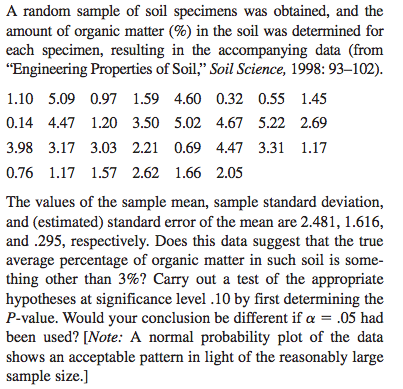 A random sample of soil specimens was obtained, and the
amount of organic matter (%) in the soil was determined for
each specimen, resulting in the accompanying data (from
“Engineering Properties of Soil,” Soil Science, 1998: 93–102).
1.10 5.09 0.97 1.59 4.60 0.32 0.55 1.45
0.14 4.47 1.20 3.50 5.02 4.67 5.22 2.69
3.98 3.17 3.03 2.21 0.69 4.47 3.31 1.17
0.76 1.17 1.57 2.62 1.66 2.05
The values of the sample mean, sample standard deviation,
and (estimated) standard error of the mean are 2.481, 1.616,
and .295, respectively. Does this data suggest that the true
average percentage of organic matter in such soil is some-
thing other than 3%? Carry out a test of the appropriate
hypotheses at significance level .10 by first determining the
P-value. Would your conclusion be different if α = .05 had
been used? [Note: A normal probability plot of the data
shows an acceptable pattern in light of the reasonably large
sample size.]